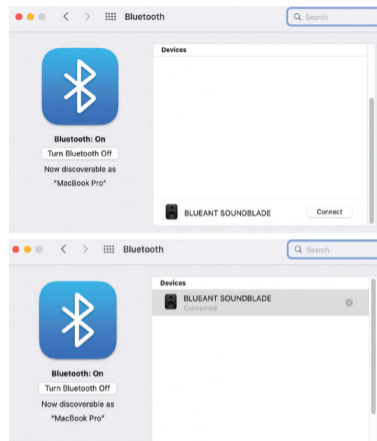 Bluetooth
Search
Devices
Bluetooth: On
Turn Bluetooth Off
Now discoverable as
"MacBook Pro"
BLUEANT SOUNDBLADE
Connect
Bluetooth
Search
Devices
BLUEANT SOUNDBLADE
Connected
Bluetooth: On
Turn Bluetooth Off
Now discoverable as
"MacBook Pro"